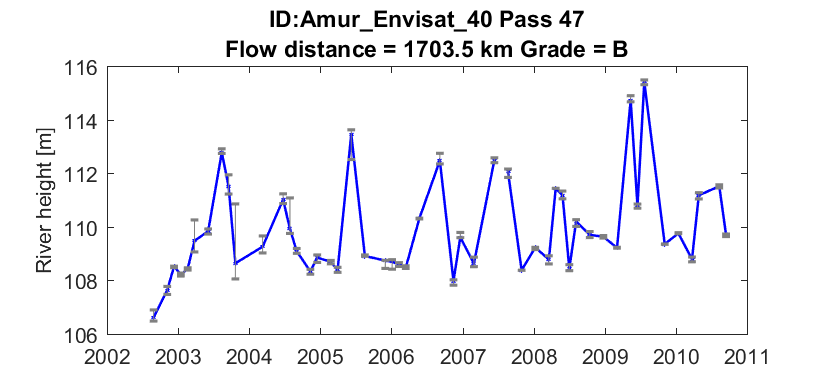 ID:Amur_Envisat_40 Pass 47
Flow distance = 1703.5 km Grade = B
River height [m]
116
114
112
110
108
106
2002 2003 2004 2005 2006 2007 2008 2009 2010 2011